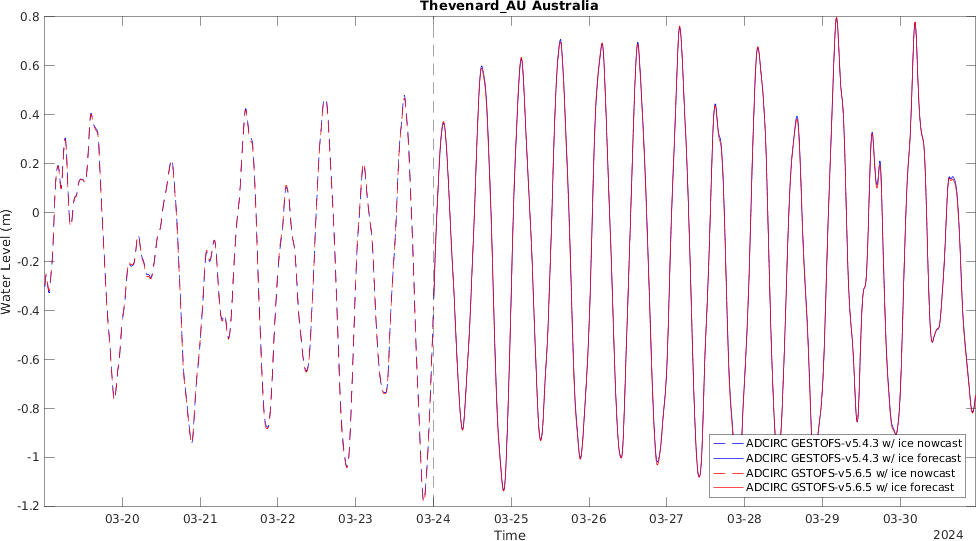 Thevenard_AU Australia
0.8
0.6
0.4
0.2
0
-0.2
-0.4
-0.6
-0.8
-1
-1.2
Water Level (m)
ADCIRC GESTOFS-v5.4.3 w/ ice nowcast
ADCIRC GESTOFS-v5.4.3 w/ ice forecast
ADCIRC GSTOFS-v5.6.5 w/ ice nowcast
ADCIRC GSTOFS-v5.6.5 w/ ice forecast
03-20 03-21 03-22 03-23 03-24 03-25 03-26 03-27 03-28 03-29 03-30
Time
2024